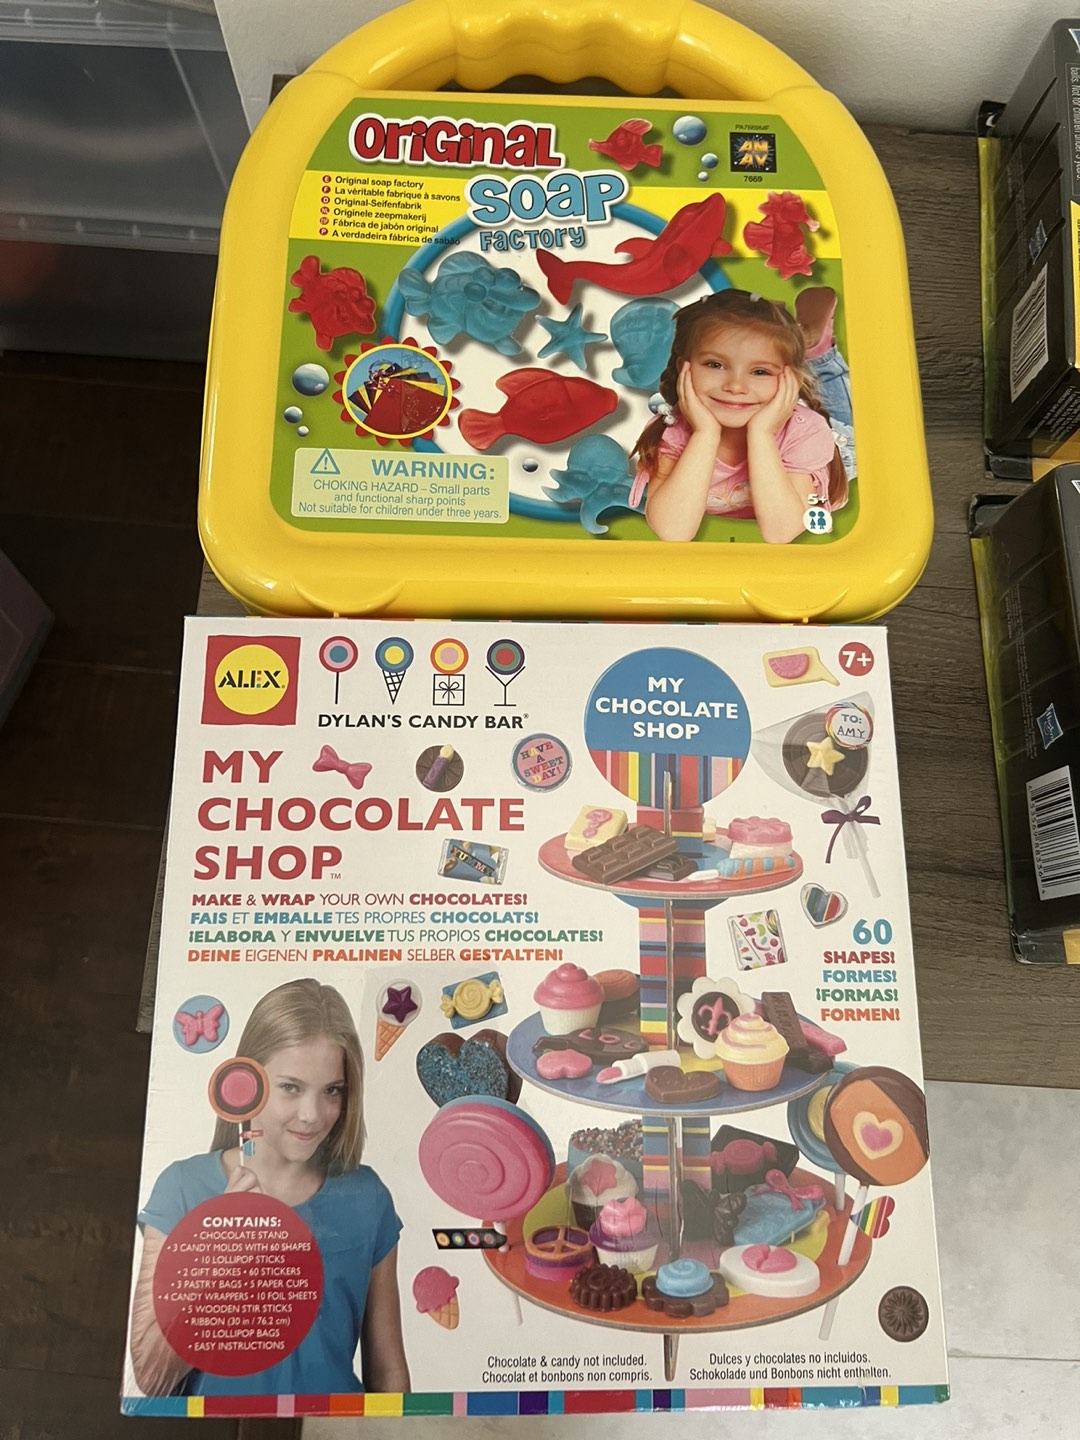 ORIGINAL
SOAP
FACTORY
PA7669MF
AM
AV
7669
E Original soap factory
F La véritable fabrique à savons
D Original-Seifenfabrik
NL Originele zeepmakerij
Fábrica de jabón original
P A verdadeira fábrica de sabão
WARNING:
CHOKING HAZARD – Small parts
and functional sharp points
Not suitable for children under three years.
5+
ALEX
DYLAN'S CANDY BAR®
MY
CHOCOLATE
SHOP™
MAKE & WRAP YOUR OWN CHOCOLATES!
FAIS ET EMBALLE TES PROPRES CHOCOLATS!
¡ELABORA Y ENVUELVE TUS PROPIOS CHOCOLATES!
DEINE EIGENEN PRALINEN SELBER GESTALTEN!
HAVE
A
SWEET
DAY!
YUMMY
MY
CHOCOLATE
SHOP
7+
TO:
AMY
60
SHAPES!
FORMES!
¡FORMAS!
FORMEN!
CONTAINS:
• CHOCOLATE STAND
• 3 CANDY MOLDS WITH 60 SHAPES
• 10 LOLLIPOP STICKS
• 2 GIFT BOXES • 60 STICKERS
• 3 PASTRY BAGS • 5 PAPER CUPS
• 4 CANDY WRAPPERS • 10 FOIL SHEETS
• 5 WOODEN STIR STICKS
• RIBBON (30 in / 76.2 cm)
• 10 LOLLIPOP BAGS
• EASY INSTRUCTIONS
Chocolate & candy not included.
Chocolat et bonbons non compris.
Dulces y chocolates no incluidos.
Schokolade und Bonbons nicht enthalten.
Hasbro